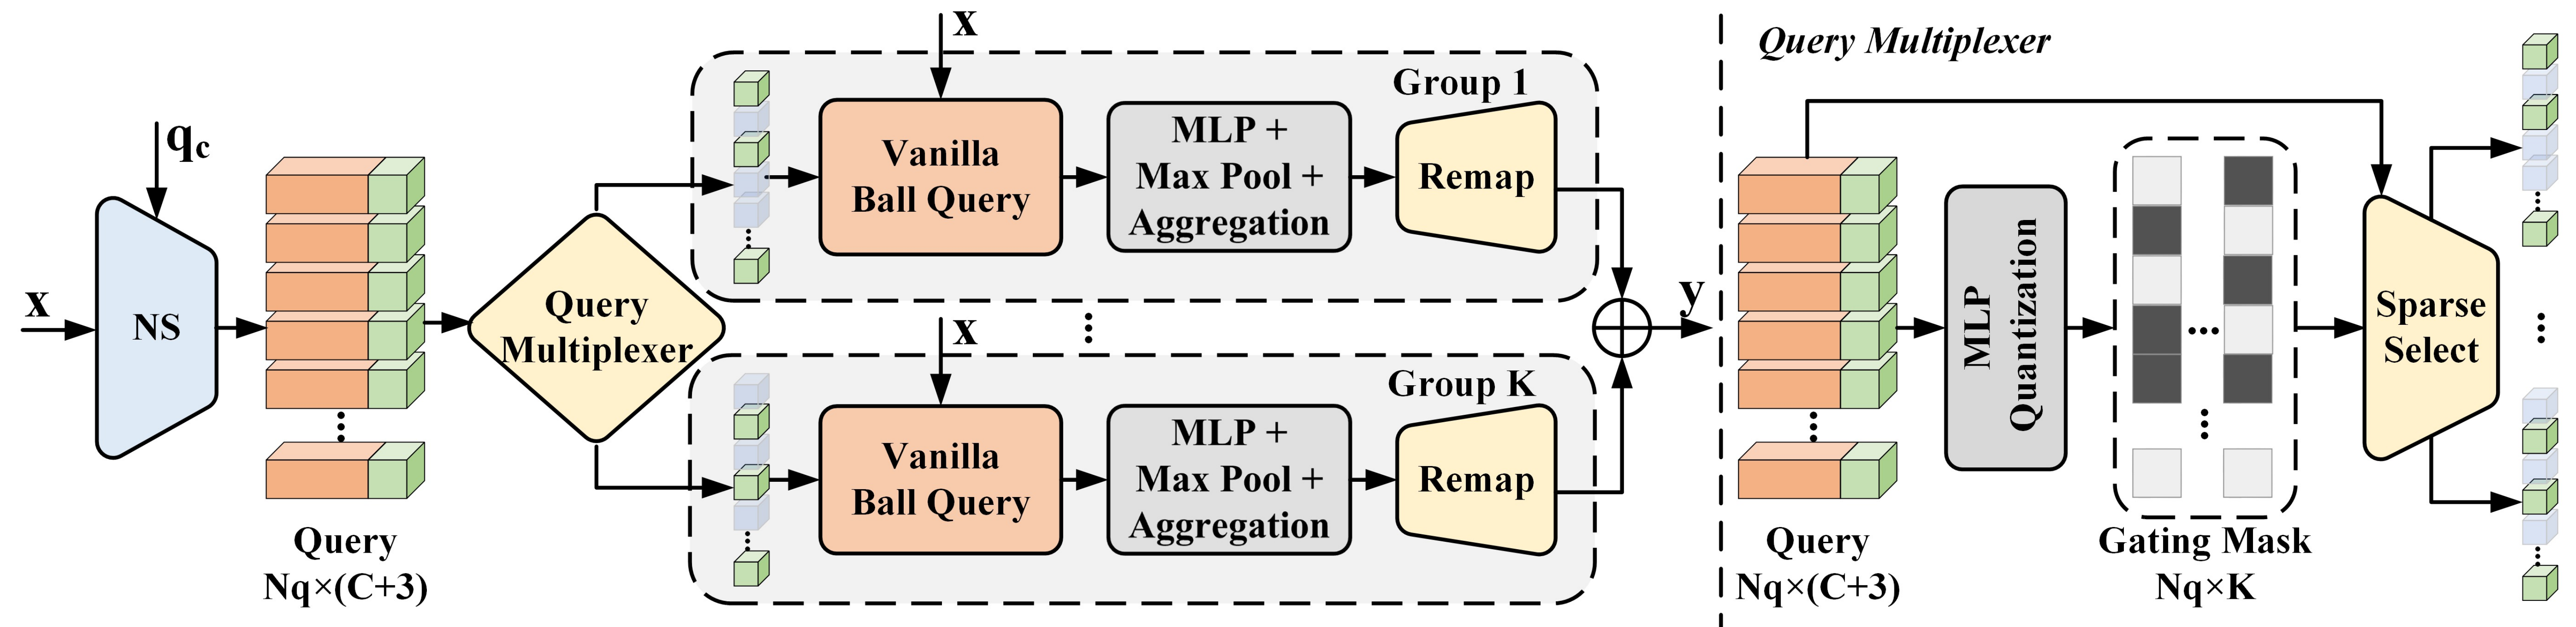 x
q_c
NS
Query
Nq×(C+3)
Query
Multiplexer
x
Group 1
Vanilla
Ball Query
MLP +
Max Pool +
Aggregation
Remap
x
Group K
Vanilla
Ball Query
MLP +
Max Pool +
Aggregation
Remap
y
Query Multiplexer
Query
Nq×(C+3)
MLP
Quantization
Gating Mask
Nq×K
Sparse
Select